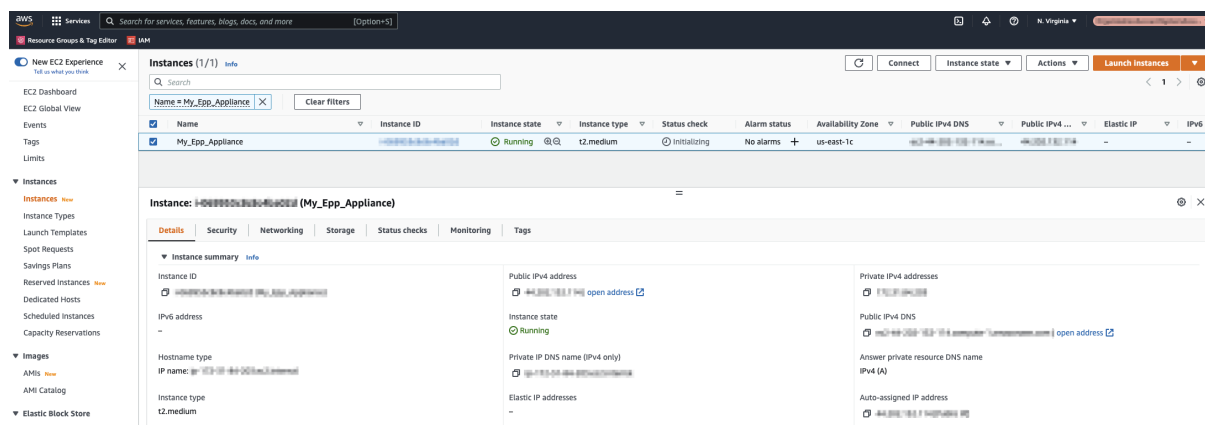 aws Services Search for services, features, blogs, docs, and more [Option+S] N. Virginia
Resource Groups & Tag Editor IAM
New EC2 Experience
Tell us what you think
EC2 Dashboard
EC2 Global View
Events
Tags
Limits
Instances
Instances New
Instance Types
Launch Templates
Spot Requests
Savings Plans
Reserved Instances New
Dedicated Hosts
Scheduled Instances
Capacity Reservations
Images
AMIs New
AMI Catalog
Elastic Block Store
Instances (1/1) Info
Connect Instance state Actions Launch Instances
Search
1
Name = My_Epp_Appliance Clear filters
Name Instance ID Instance state Instance type Status check Alarm status Availability Zone Public IPv4 DNS Public IPv4 ... Elastic IP IPv6
My_Epp_Appliance Running t2.medium Initializing No alarms + us-east-1c – –
Instance: (My_Epp_Appliance)
Details Security Networking Storage Status checks Monitoring Tags
Instance summary Info
Instance ID Public IPv4 address Private IPv4 addresses
open address
IPv6 address Instance state Public IPv4 DNS
– Running open address
Hostname type Private IP DNS name (IPv4 only) Answer private resource DNS name
IP name: IPv4 (A)
Instance type Elastic IP addresses Auto-assigned IP address
t2.medium –